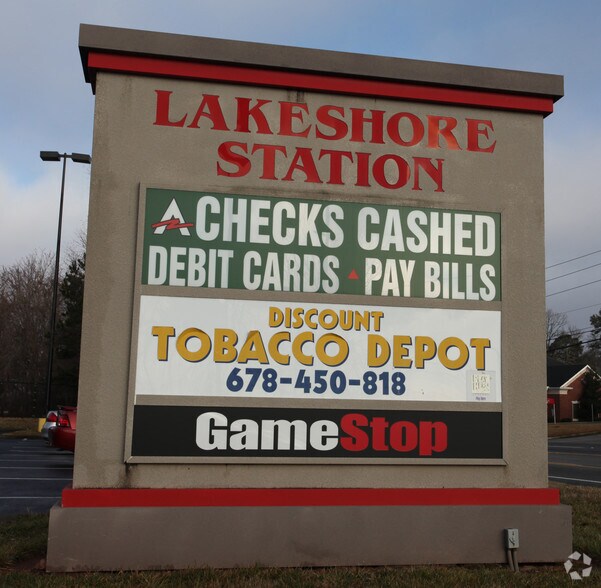 LAKESHORE
STATION
CHECKS CASHED
DEBIT CARDS PAY BILLS
DISCOUNT
TOBACCO DEPOT
678-450-818
GameStop